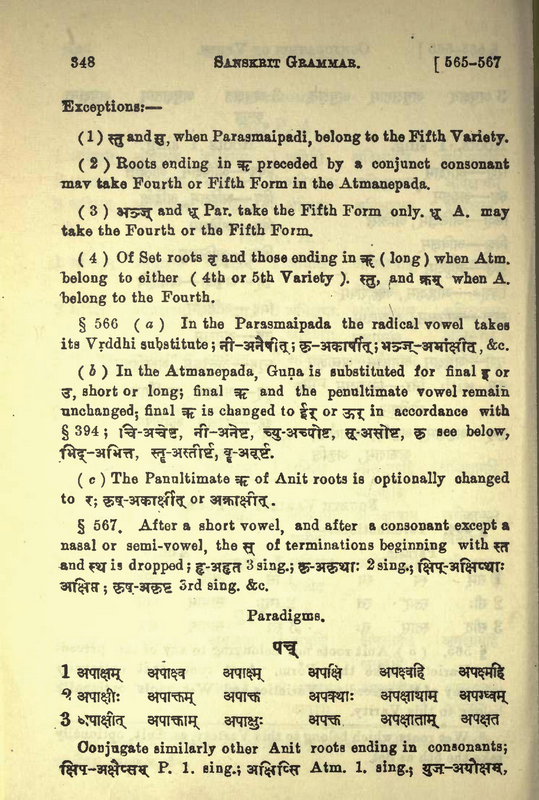 348 SANSKRIT GRAMMAR. [ 565-567
Exceptions:—
(1) स्तु and सु, when Parasmaipadi, belong to the Fifth Variety.
( 2 ) Roots ending in ऋ preceded by a conjunct consonant
may take Fourth or Fifth Form in the Atmanepada.
( 3 ) अञ्ज् and धू Par. take the Fifth Form only. धू A. may
take the Fourth or the Fifth Form.
( 4 ) Of Set roots वृ and those ending in ॠ ( long ) when Atm.
belong to either ( 4th or 5th Variety ). स्तु, and क्रम् when A.
belong to the Fourth.
§ 566 ( a ) In the Parasmaipada the radical vowel takes
its Vrddhi substitute; नी-अनैषीत्; कृ-अकार्षीत्; भञ्ज्-अभांक्षीत्, &c.
( b ) In the Atmanepada, Guṇa is substituted for final इ or
उ, short or long; final ऋ and the penultimate vowel remain
unchanged; final ॠ is changed to ईर् or ऊर् in accordance with
§ 394; चि-अचेष्ट, नी-अनेष्ट, च्यु-अच्योष्ट, सू-असोष्ट, कृ see below,
भिद्-अभित्त, स्तॄ-अस्तीर्ष्ट, वॄ-अवूर्ष्ट.
( c ) The Panultimate ऋ of Anit roots is optionally changed
to र; कृष्-अकार्क्षीत् or अक्राक्षीत्.
§ 567. After a short vowel, and after a consonant except a
nasal or semi-vowel, the स् of terminations beginning with स्त
and स्थ is dropped; हृ-अहृत 3 sing.; कृ-अकृथाः 2 sing.; क्षिप्-अक्षिप्थाः
अक्षिप्त; कृष्-अकृष्ट 3rd sing. &c.
Paradigms.
पच्
1 अपाक्षम् अपाक्ष्व अपाक्ष्म अपक्षि अपक्ष्वहि अपक्ष्महि
2 अपाक्षीः अपाक्तम् अपाक्त अपक्थाः अपक्षाथाम् अपग्ध्वम्
3 अपाक्षीत् अपाक्ताम् अपाक्षुः अपक्त अपक्षाताम् अपक्षत
Conjugate similarly other Anit roots ending in consonants;
क्षिप्-अक्षैप्सम् P. 1. sing.; अक्षिप्सि Atm. 1. sing., युज्-अयौक्षम्,